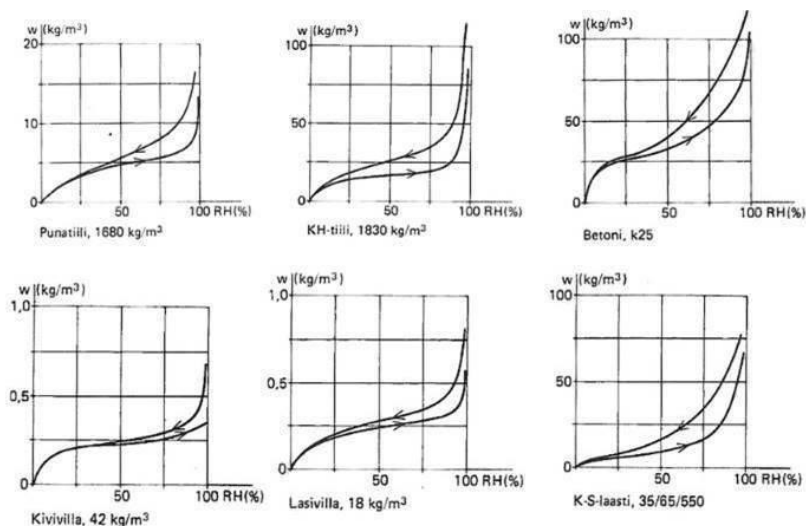 w (kg/m³)
20
10
0
50
100 RH(%)
Punatiili, 1680 kg/m³
w (kg/m³)
100
50
0
50
100 RH(%)
KH-tiili, 1830 kg/m³
w (kg/m³)
100
50
0
50
100 RH(%)
Betoni, k25
w (kg/m³)
1,0
0,5
0
50
100 RH(%)
Kivivilla, 42 kg/m³
w (kg/m³)
1,0
0,5
0
50
100 RH(%)
Lasivilla, 18 kg/m³
w (kg/m³)
100
50
0
50
100 RH(%)
K-S-laasti, 35/65/550